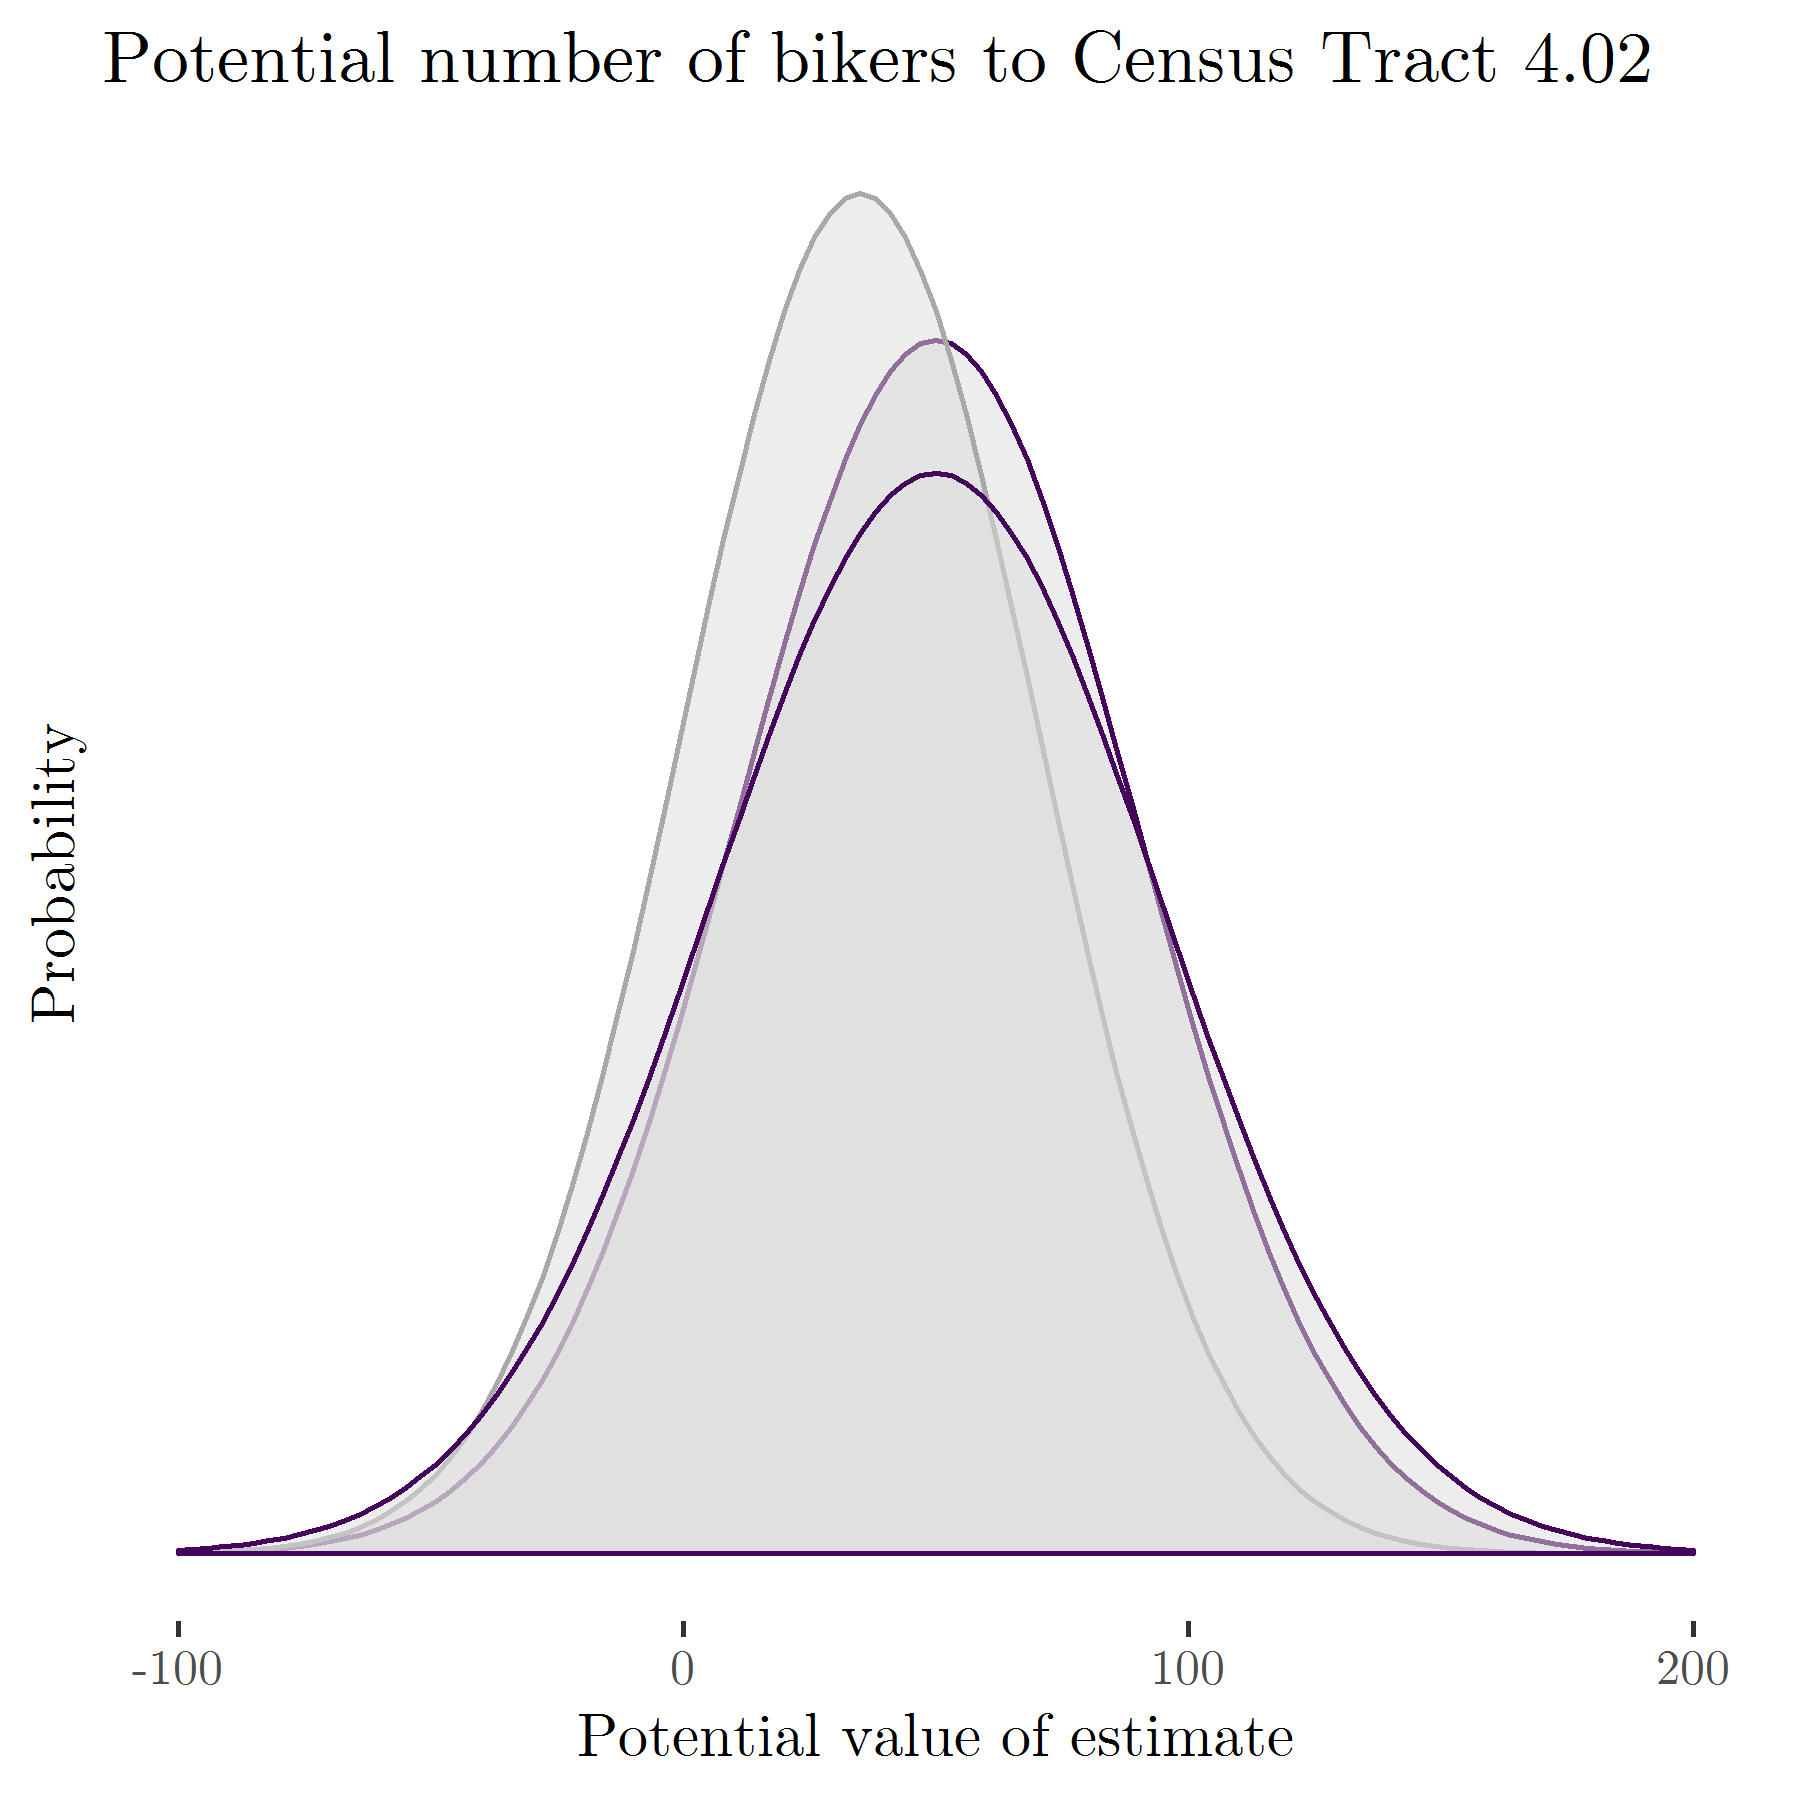 Potential number of bikers to Census Tract 4.02
Probability
-100 0 100 200
Potential value of estimate